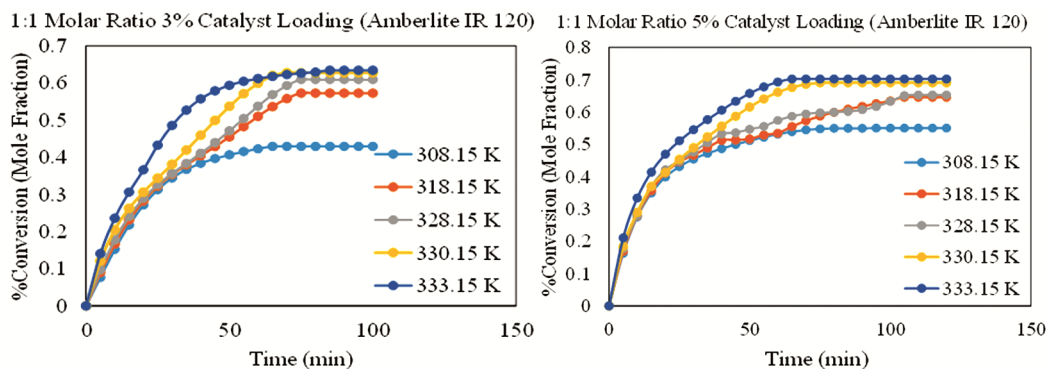 1:1 Molar Ratio 3% Catalyst Loading (Amberlite IR 120)
%Conversion (Mole Fraction)
0.7
0.6
0.5
0.4
0.3
0.2
0.1
0
308.15 K
318.15 K
328.15 K
330.15 K
333.15 K
0 50 100 150
Time (min)
1:1 Molar Ratio 5% Catalyst Loading (Amberlite IR 120)
%Conversion (Mole Fraction)
0.8
0.7
0.6
0.5
0.4
0.3
0.2
0.1
0
308.15 K
318.15 K
328.15 K
330.15 K
333.15 K
0 50 100 150
Time (min)